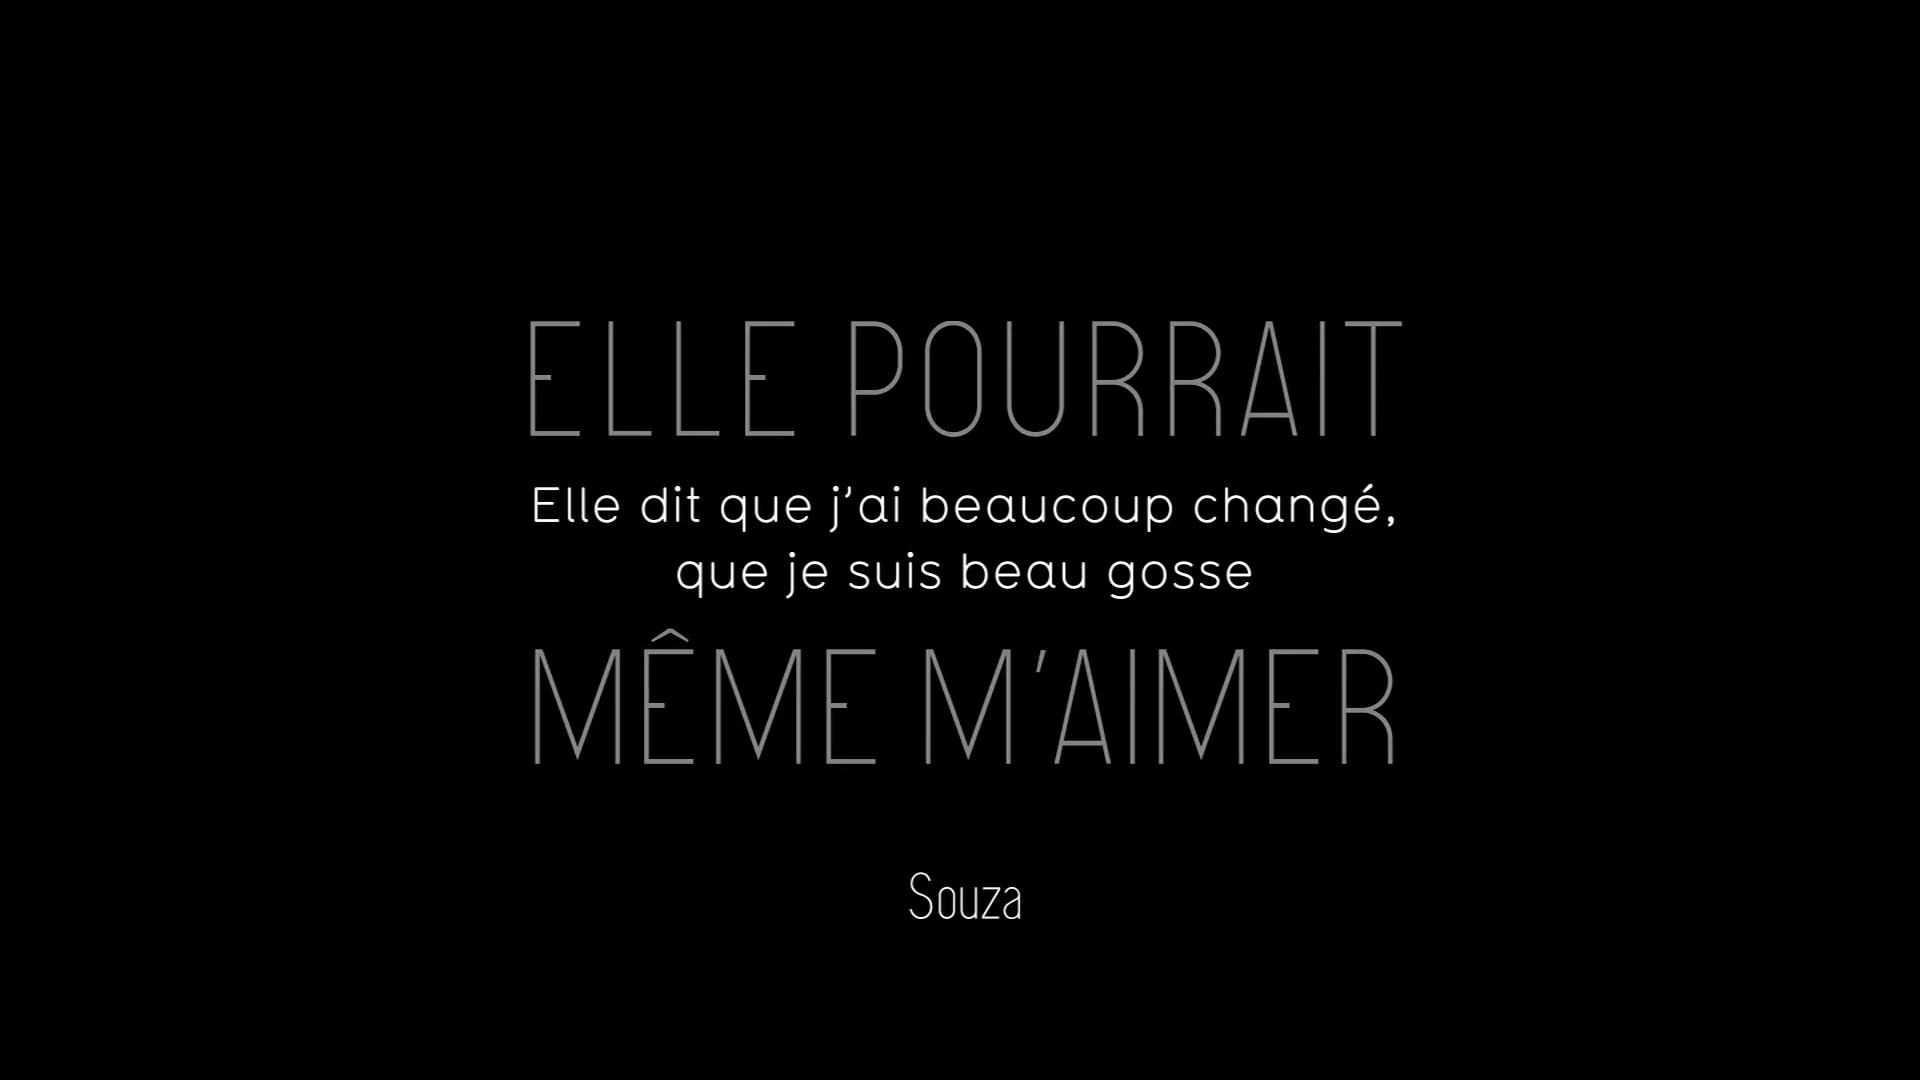 ELLE POURRAIT
Elle dit que j'ai beaucoup changé,
que je suis beau gosse
MÊME M'AIMER
Souza